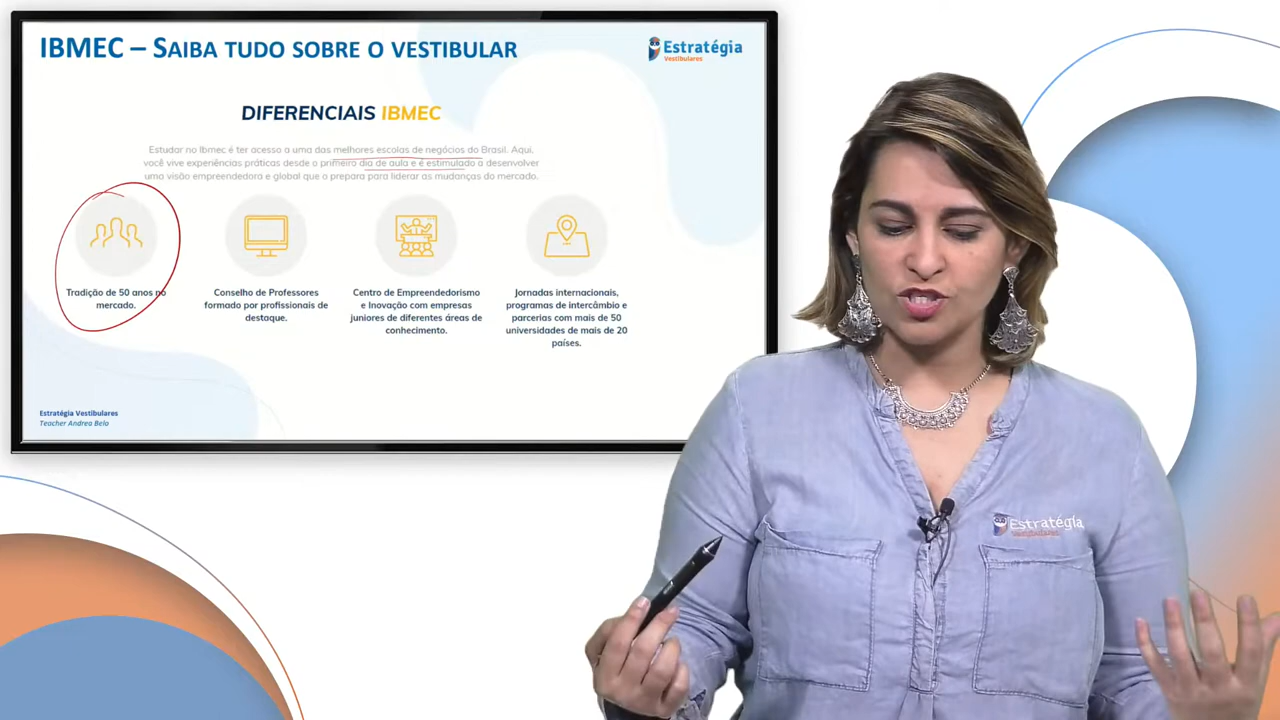 IBMEC – SAIBA TUDO SOBRE O VESTIBULAR
Estratégia
Vestibulares
DIFERENCIAIS IBMEC
Estudar no Ibmec é ter acesso a uma das melhores escolas de negócios do Brasil. Aqui,
você vive experiências práticas desde o primeiro dia de aula e é estimulado a desenvolver
uma visão empreendedora e global que o prepara para liderar as mudanças do mercado.
Tradição de 50 anos no
mercado.
Conselho de Professores
formado por profissionais de
destaque.
Centro de Empreendedorismo
e Inovação com empresas
juniores de diferentes áreas de
conhecimento.
Jornadas internacionais,
programas de intercâmbio e
parcerias com mais de 50
universidades de mais de 20
países.
Estratégia Vestibulares
Teacher Andrea Belo
Estratégia
Vestibulares